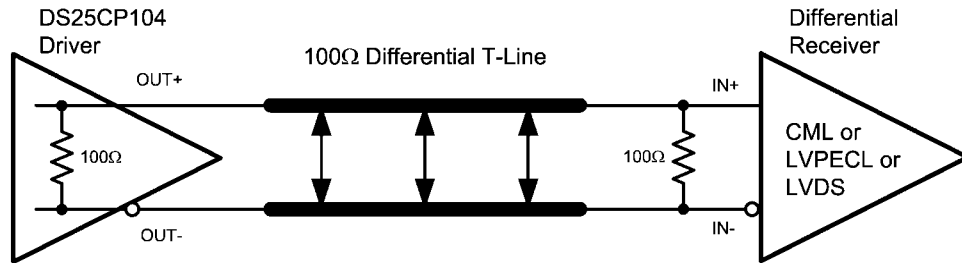 DS25CP104
Driver
Differential
Receiver
100Ω Differential T-Line
OUT+
IN+
100Ω
100Ω
CML or
LVPECL or
LVDS
OUT-
IN-